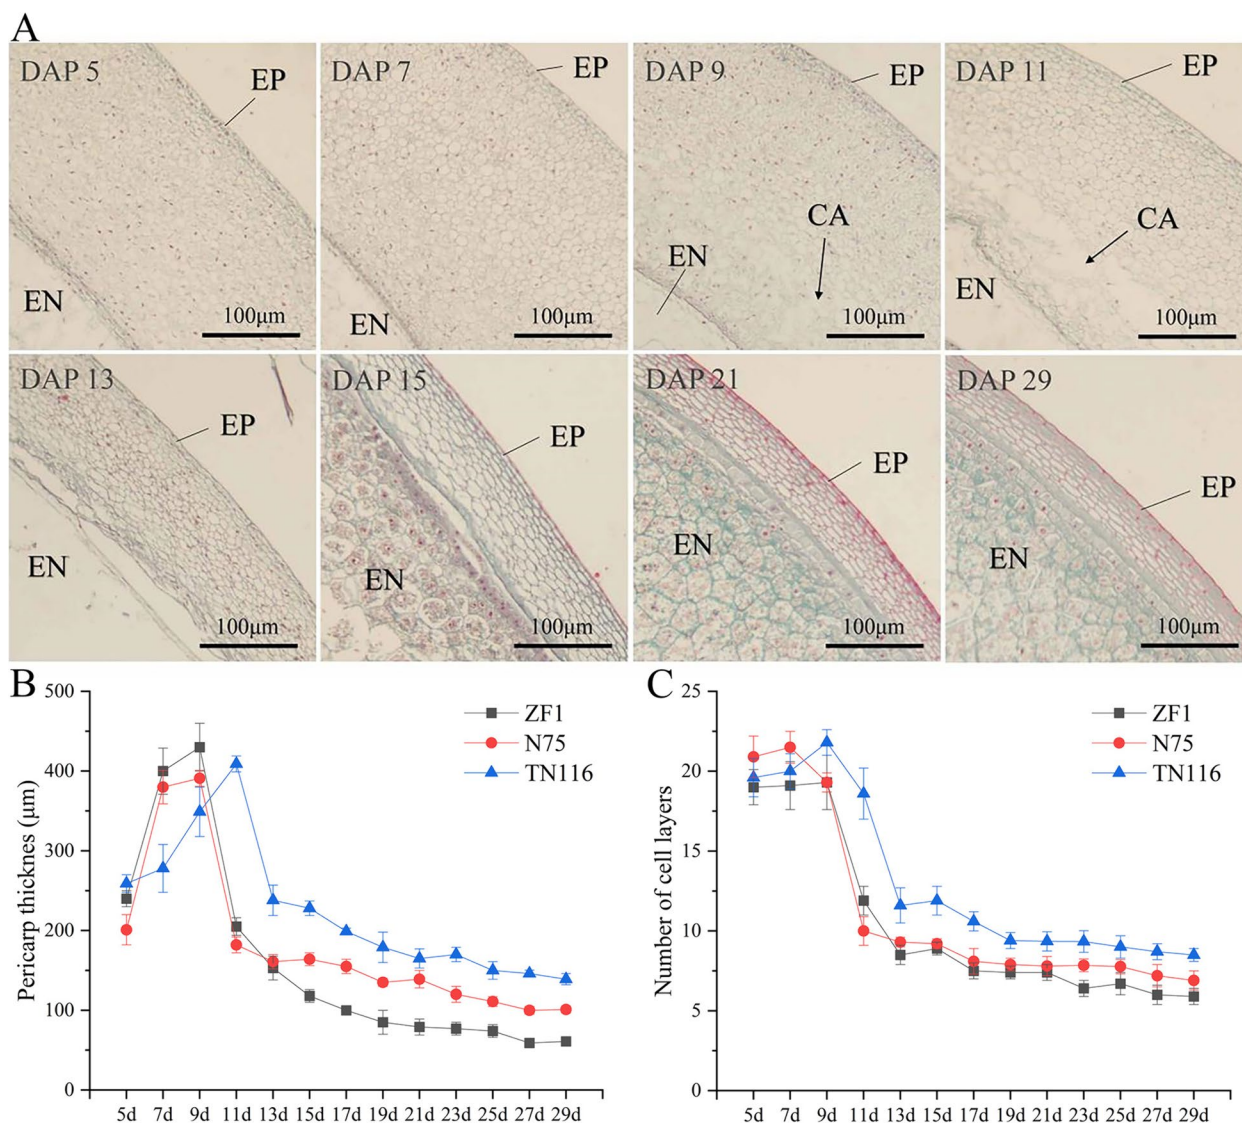 A
DAP 5
EP
EN
100μm
DAP 7
EP
EN
100μm
DAP 9
EP
CA
EN
100μm
DAP 11
EP
CA
EN
100μm
DAP 13
EP
EN
100μm
DAP 15
EP
EN
100μm
DAP 21
EP
EN
100μm
DAP 29
EP
EN
100μm
B
Pericarp thicknes (μm)
500
400
300
200
100
0
ZF1
N75
TN116
5d 7d 9d 11d 13d 15d 17d 19d 21d 23d 25d 27d 29d
C
Number of cell layers
25
20
15
10
5
0
ZF1
N75
TN116
5d 7d 9d 11d 13d 15d 17d 19d 21d 23d 25d 27d 29d